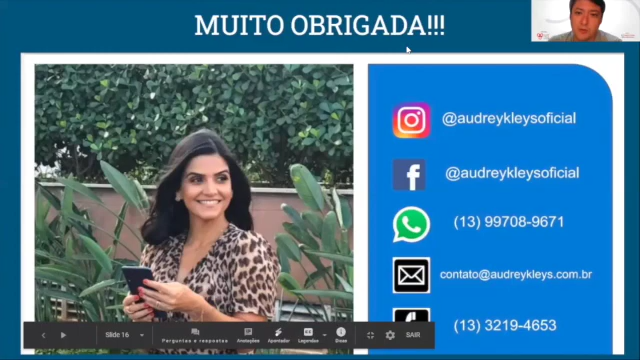 MUITO OBRIGADA!!!
@audreykleysoficial
@audreykleysoficial
(13) 99708-9671
contato@audreykleys.com.br
(13) 3219-4653
Slide 16
Perguntas e respostas
Anotações
Apontador
Legendas
Dicas
SAIR